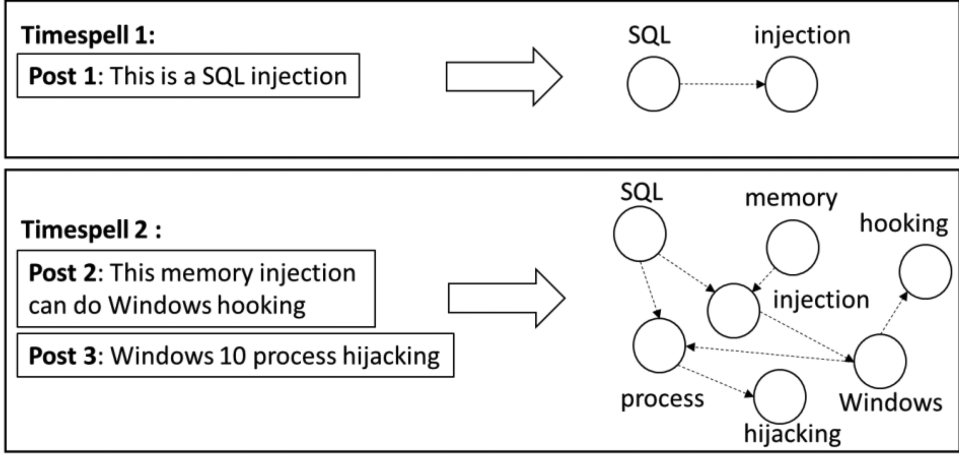 Timespell 1:
Post 1: This is a SQL injection
SQL
injection
Timespell 2 :
Post 2: This memory injection
can do Windows hooking
Post 3: Windows 10 process hijacking
SQL
memory
hooking
injection
process
Windows
hijacking